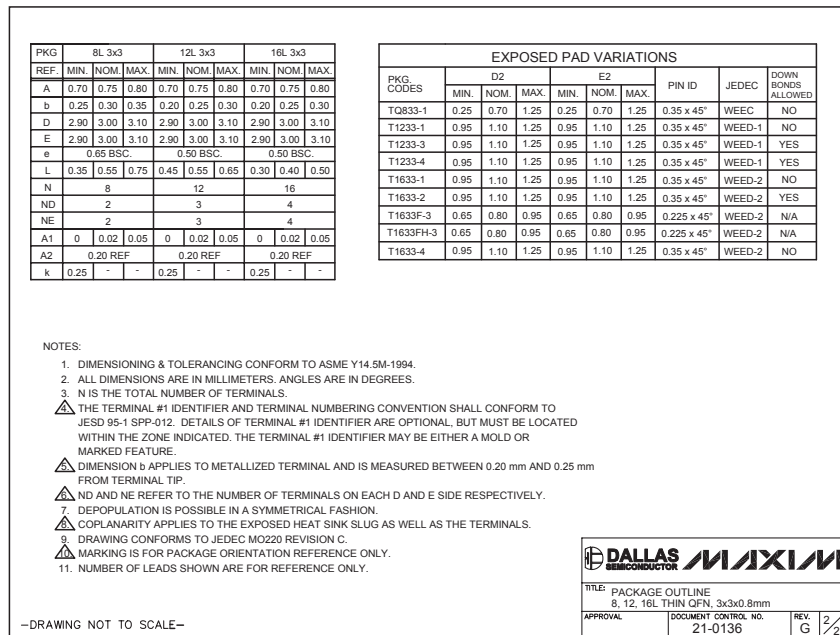 PKG 8L 3x3 12L 3x3 16L 3x3
REF. MIN. NOM. MAX. MIN. NOM. MAX. MIN. NOM. MAX.
A 0.70 0.75 0.80 0.70 0.75 0.80 0.70 0.75 0.80
b 0.25 0.30 0.35 0.20 0.25 0.30 0.20 0.25 0.30
D 2.90 3.00 3.10 2.90 3.00 3.10 2.90 3.00 3.10
E 2.90 3.00 3.10 2.90 3.00 3.10 2.90 3.00 3.10
e 0.65 BSC. 0.50 BSC. 0.50 BSC.
L 0.35 0.55 0.75 0.45 0.55 0.65 0.30 0.40 0.50
N 8 12 16
ND 2 3 4
NE 2 3 4
A1 0 0.02 0.05 0 0.02 0.05 0 0.02 0.05
A2 0.20 REF 0.20 REF 0.20 REF
k 0.25 - - 0.25 - - 0.25 - -
EXPOSED PAD VARIATIONS
PKG. CODES D2 E2 PIN ID JEDEC DOWN BONDS ALLOWED
MIN. NOM. MAX. MIN. NOM. MAX.
TQ833-1 0.25 0.70 1.25 0.25 0.70 1.25 0.35 x 45° WEEC NO
T1233-1 0.95 1.10 1.25 0.95 1.10 1.25 0.35 x 45° WEED-1 NO
T1233-3 0.95 1.10 1.25 0.95 1.10 1.25 0.35 x 45° WEED-1 YES
T1233-4 0.95 1.10 1.25 0.95 1.10 1.25 0.35 x 45° WEED-1 YES
T1633-1 0.95 1.10 1.25 0.95 1.10 1.25 0.35 x 45° WEED-2 NO
T1633-2 0.95 1.10 1.25 0.95 1.10 1.25 0.35 x 45° WEED-2 YES
T1633F-3 0.65 0.80 0.95 0.65 0.80 0.95 0.225 x 45° WEED-2 N/A
T1633FH-3 0.65 0.80 0.95 0.65 0.80 0.95 0.225 x 45° WEED-2 N/A
T1633-4 0.95 1.10 1.25 0.95 1.10 1.25 0.35 x 45° WEED-2 NO
NOTES:
1. DIMENSIONING & TOLERANCING CONFORM TO ASME Y14.5M-1994.
2. ALL DIMENSIONS ARE IN MILLIMETERS. ANGLES ARE IN DEGREES.
3. N IS THE TOTAL NUMBER OF TERMINALS.
4. THE TERMINAL #1 IDENTIFIER AND TERMINAL NUMBERING CONVENTION SHALL CONFORM TO
JESD 95-1 SPP-012. DETAILS OF TERMINAL #1 IDENTIFIER ARE OPTIONAL, BUT MUST BE LOCATED
WITHIN THE ZONE INDICATED. THE TERMINAL #1 IDENTIFIER MAY BE EITHER A MOLD OR
MARKED FEATURE.
5. DIMENSION b APPLIES TO METALLIZED TERMINAL AND IS MEASURED BETWEEN 0.20 mm AND 0.25 mm
FROM TERMINAL TIP.
6. ND AND NE REFER TO THE NUMBER OF TERMINALS ON EACH D AND E SIDE RESPECTIVELY.
7. DEPOPULATION IS POSSIBLE IN A SYMMETRICAL FASHION.
8. COPLANARITY APPLIES TO THE EXPOSED HEAT SINK SLUG AS WELL AS THE TERMINALS.
9. DRAWING CONFORMS TO JEDEC MO220 REVISION C.
10. MARKING IS FOR PACKAGE ORIENTATION REFERENCE ONLY.
11. NUMBER OF LEADS SHOWN ARE FOR REFERENCE ONLY.
DALLAS SEMICONDUCTOR MAXIM
TITLE: PACKAGE OUTLINE
8, 12, 16L THIN QFN, 3x3x0.8mm
APPROVAL DOCUMENT CONTROL NO. REV.
21-0136 G 2/2
-DRAWING NOT TO SCALE-